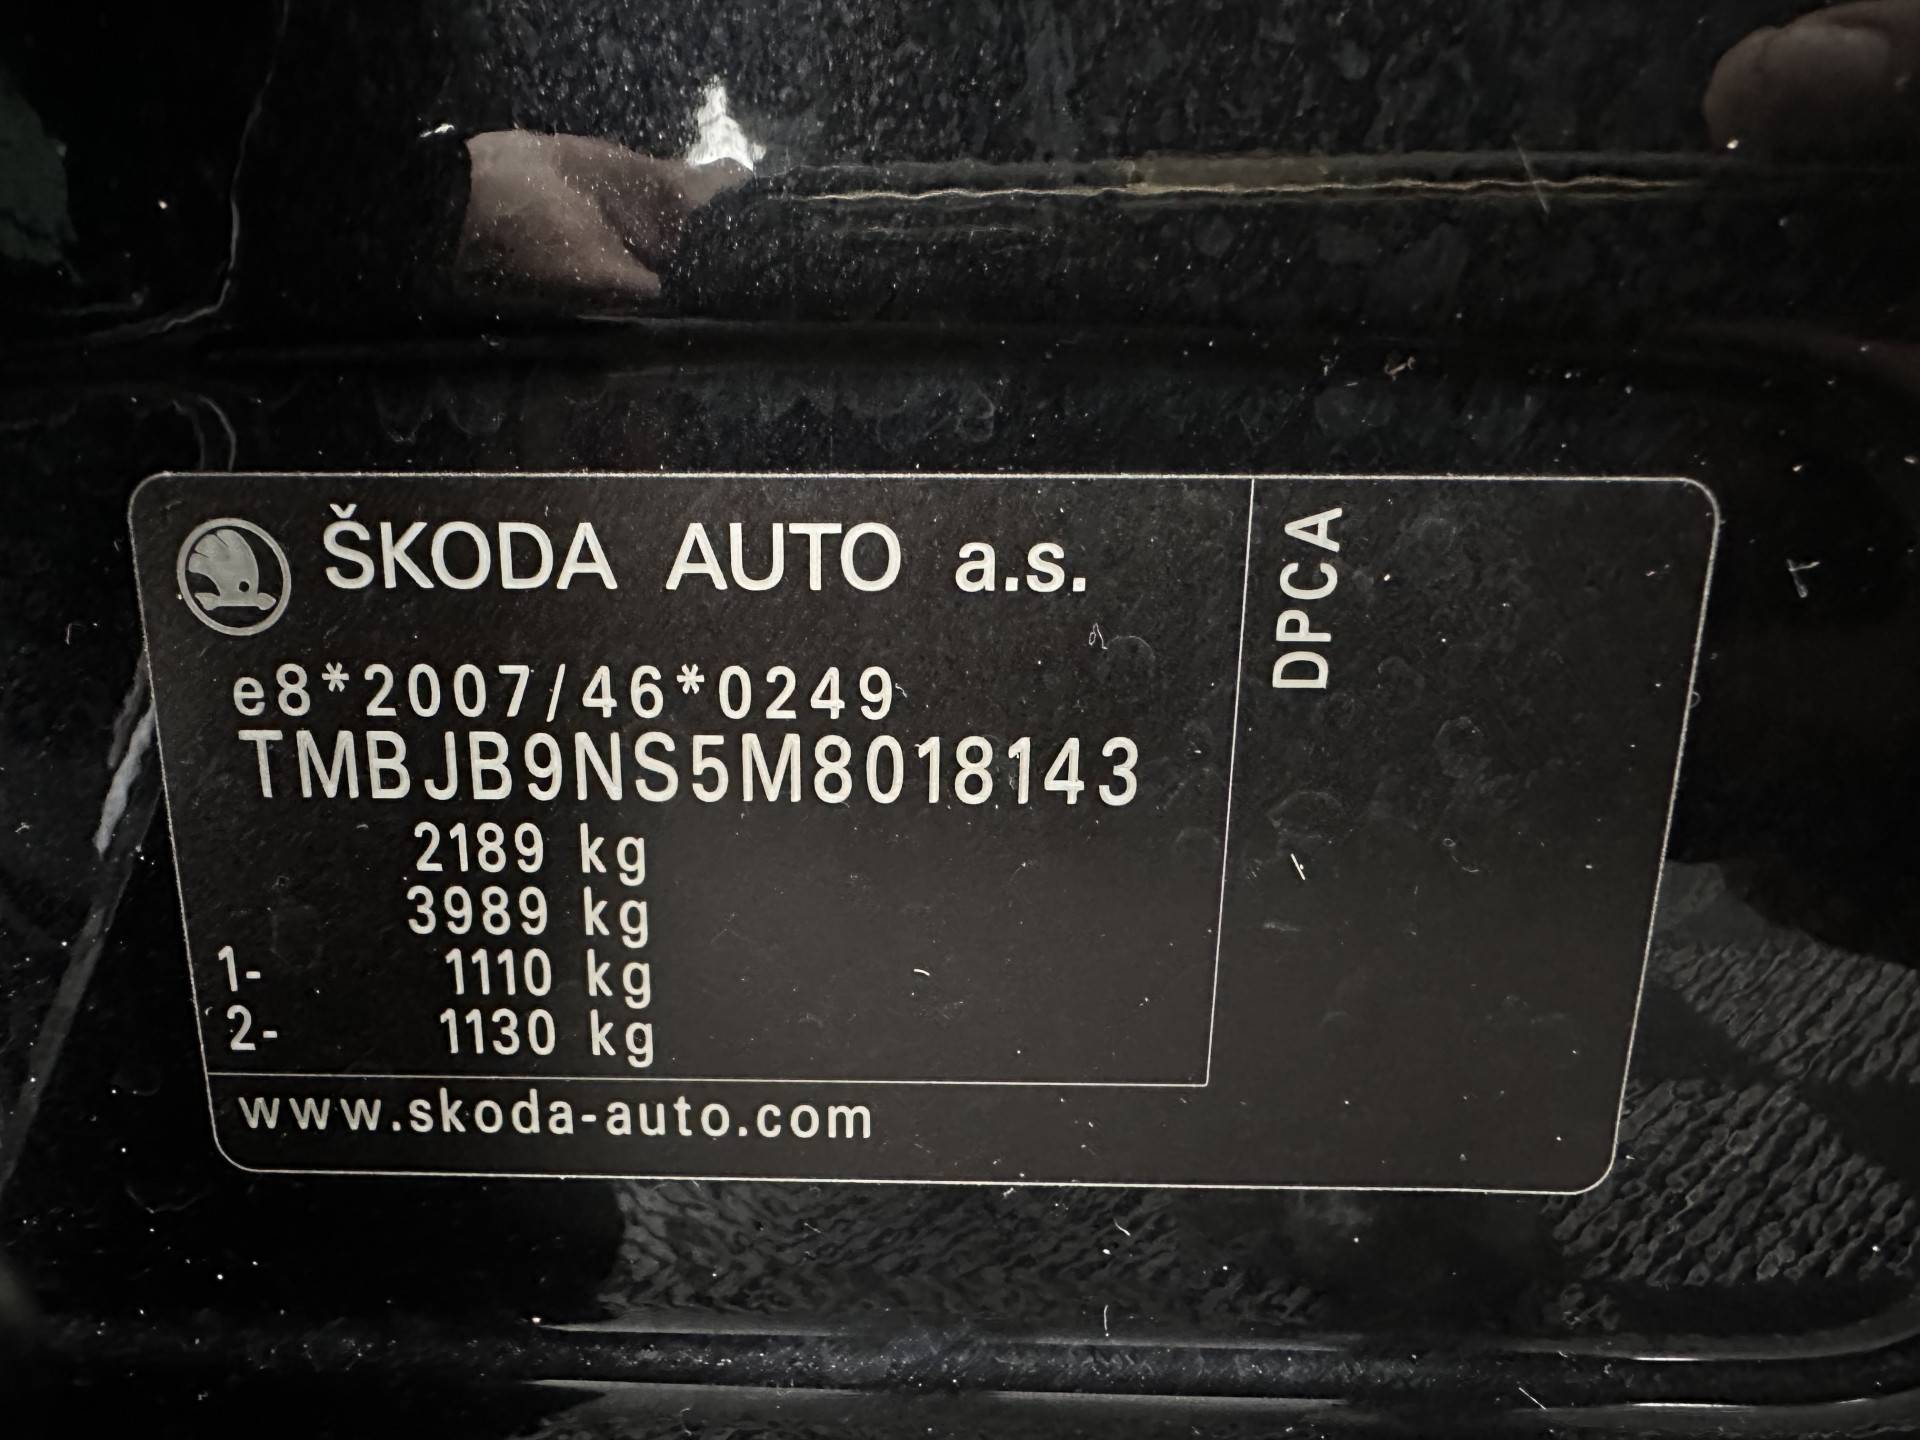 ŠKODA AUTO a.s.
e8*2007/46*0249
TMBJB9NS5M8018143
2189 kg
3989 kg
1- 1110 kg
2- 1130 kg
www.skoda-auto.com
DPCA